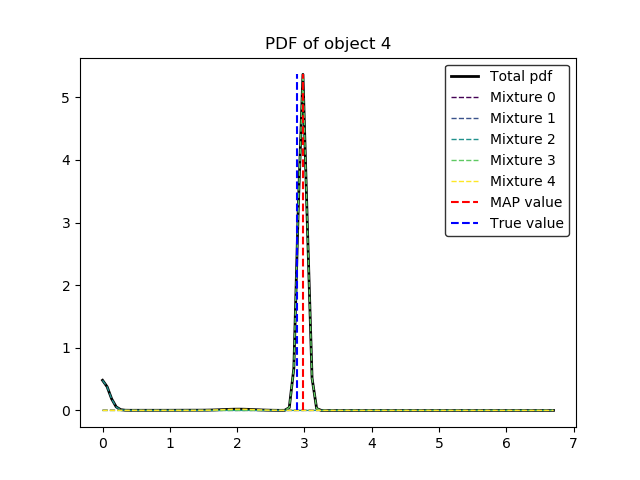 PDF of object 4
Total pdf
Mixture 0
Mixture 1
Mixture 2
Mixture 3
Mixture 4
MAP value
True value
5
4
3
2
1
0
0 1 2 3 4 5 6 7